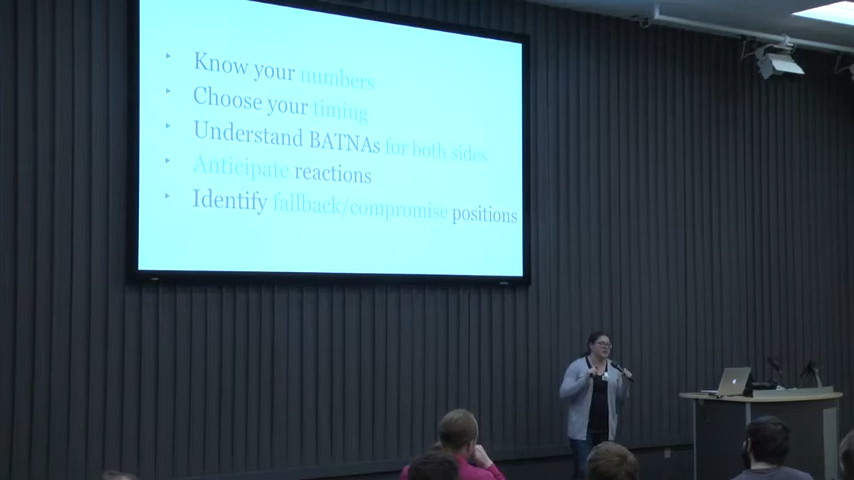 Know your numbers
Choose your timing
Understand BATNAs for both sides
Anticipate reactions
Identify fallback/compromise positions